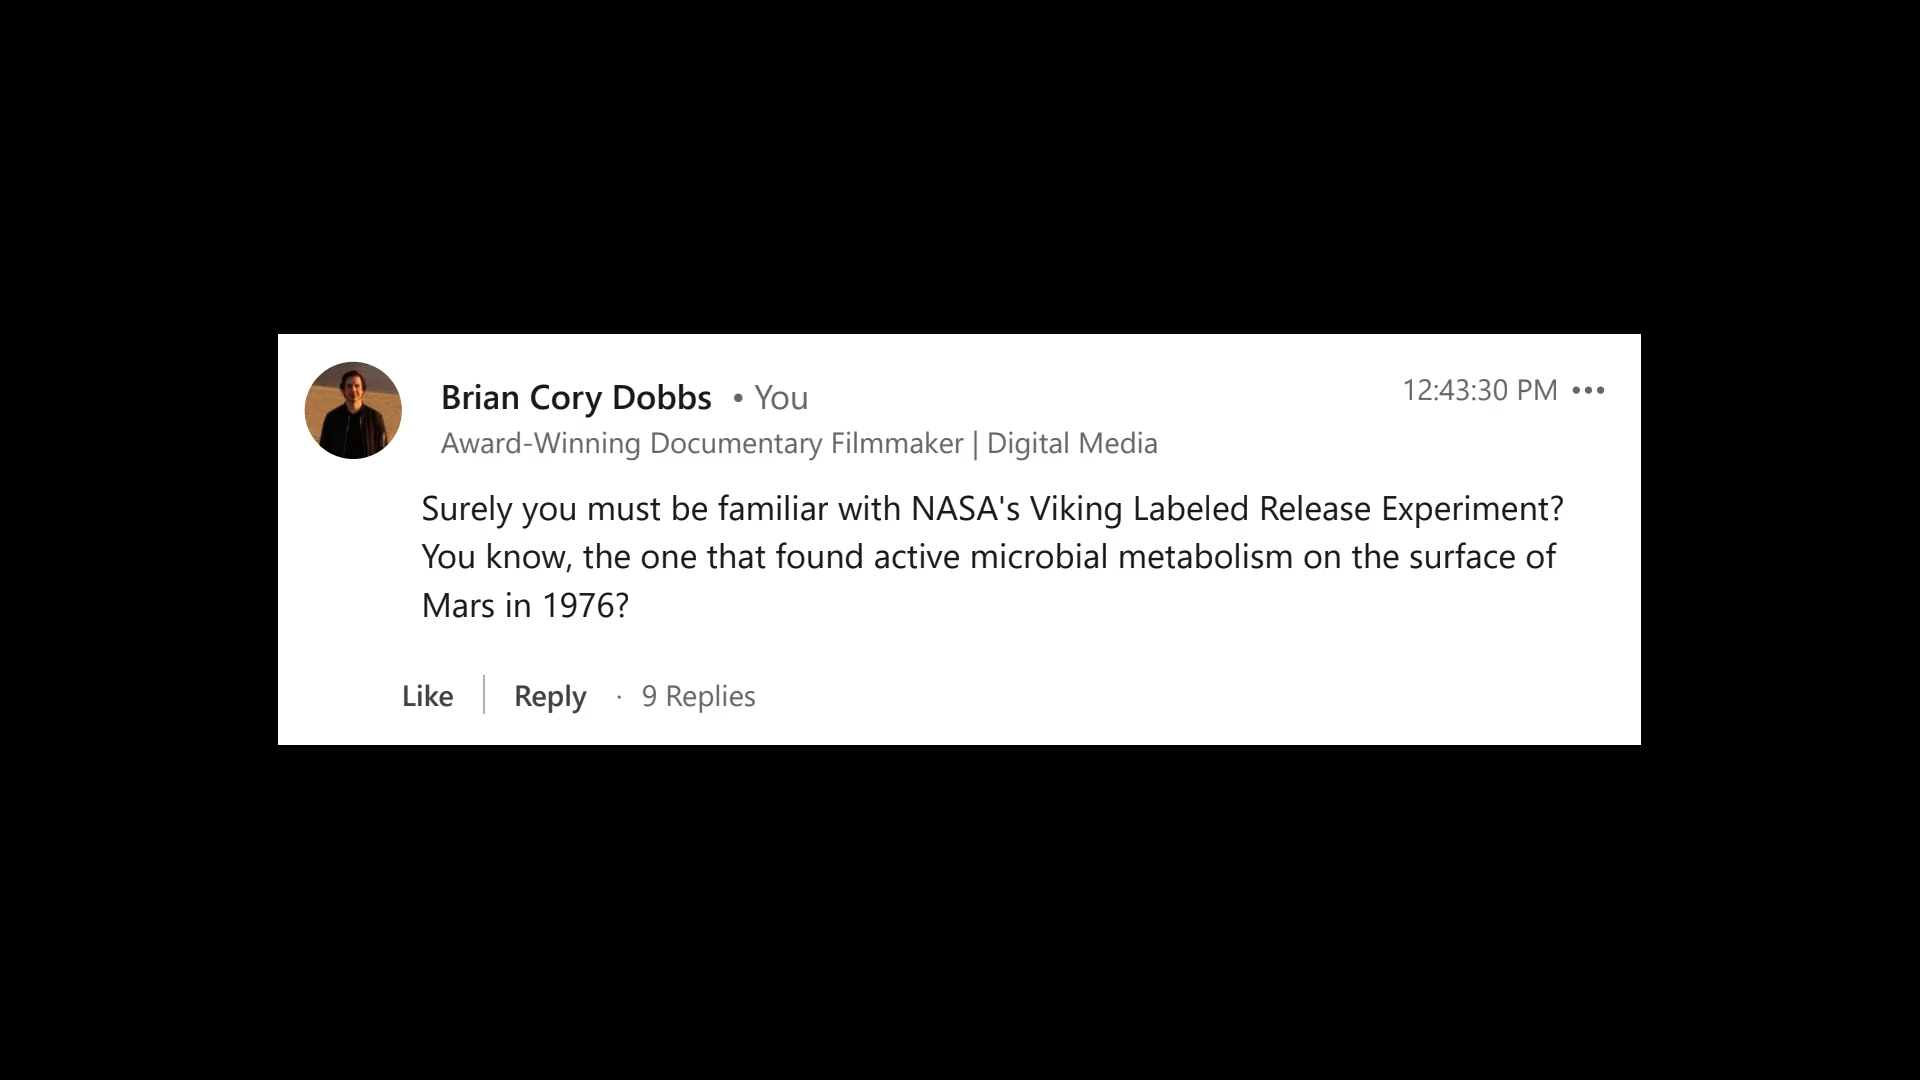 Brian Cory Dobbs • You
12:43:30 PM •••
Award-Winning Documentary Filmmaker | Digital Media
Surely you must be familiar with NASA's Viking Labeled Release Experiment?
You know, the one that found active microbial metabolism on the surface of
Mars in 1976?
Like | Reply · 9 Replies